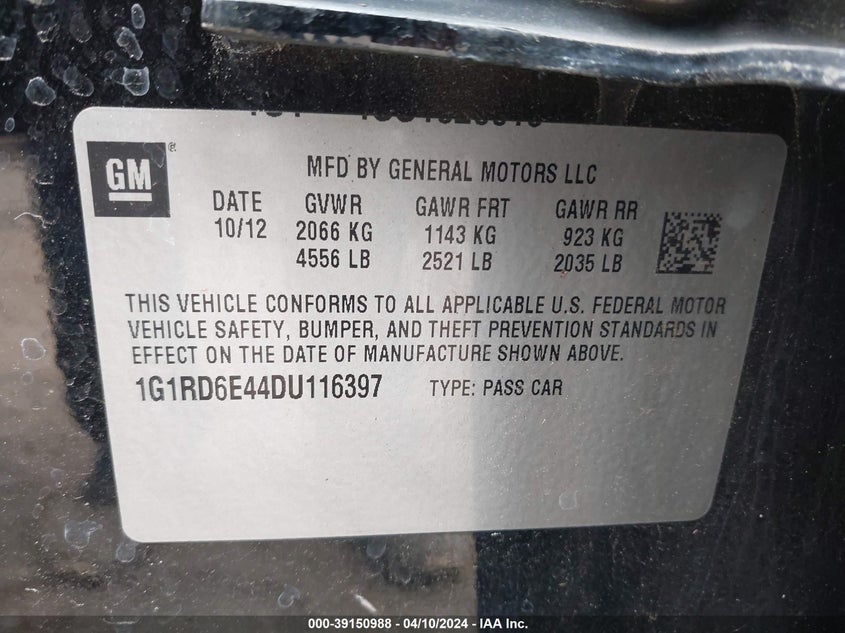 GM®
MFD BY GENERAL MOTORS LLC
DATE GVWR GAWR FRT GAWR RR
10/12 2066 KG 1143 KG 923 KG
4556 LB 2521 LB 2035 LB
THIS VEHICLE CONFORMS TO ALL APPLICABLE U.S. FEDERAL MOTOR
VEHICLE SAFETY, BUMPER, AND THEFT PREVENTION STANDARDS IN
EFFECT ON THE DATE OF MANUFACTURE SHOWN ABOVE.
1G1RD6E44DU116397 TYPE: PASS CAR
000-39150988 - 04/10/2024 - IAA Inc.